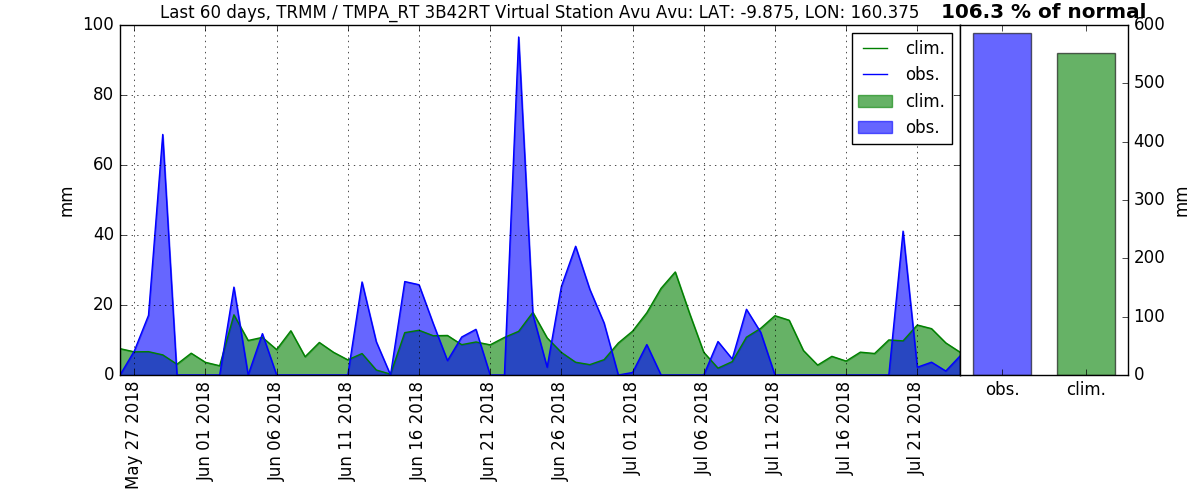 Last 60 days, TRMM / TMPA_RT 3B42RT Virtual Station Avu Avu: LAT: -9.875, LON: 160.375
106.3 % of normal
100
80
60
40
20
0
mm
clim.
obs.
clim.
obs.
600
500
400
300
200
100
0
mm
obs.
clim.
May 27 2018
Jun 01 2018
Jun 06 2018
Jun 11 2018
Jun 16 2018
Jun 21 2018
Jun 26 2018
Jul 01 2018
Jul 06 2018
Jul 11 2018
Jul 16 2018
Jul 21 2018